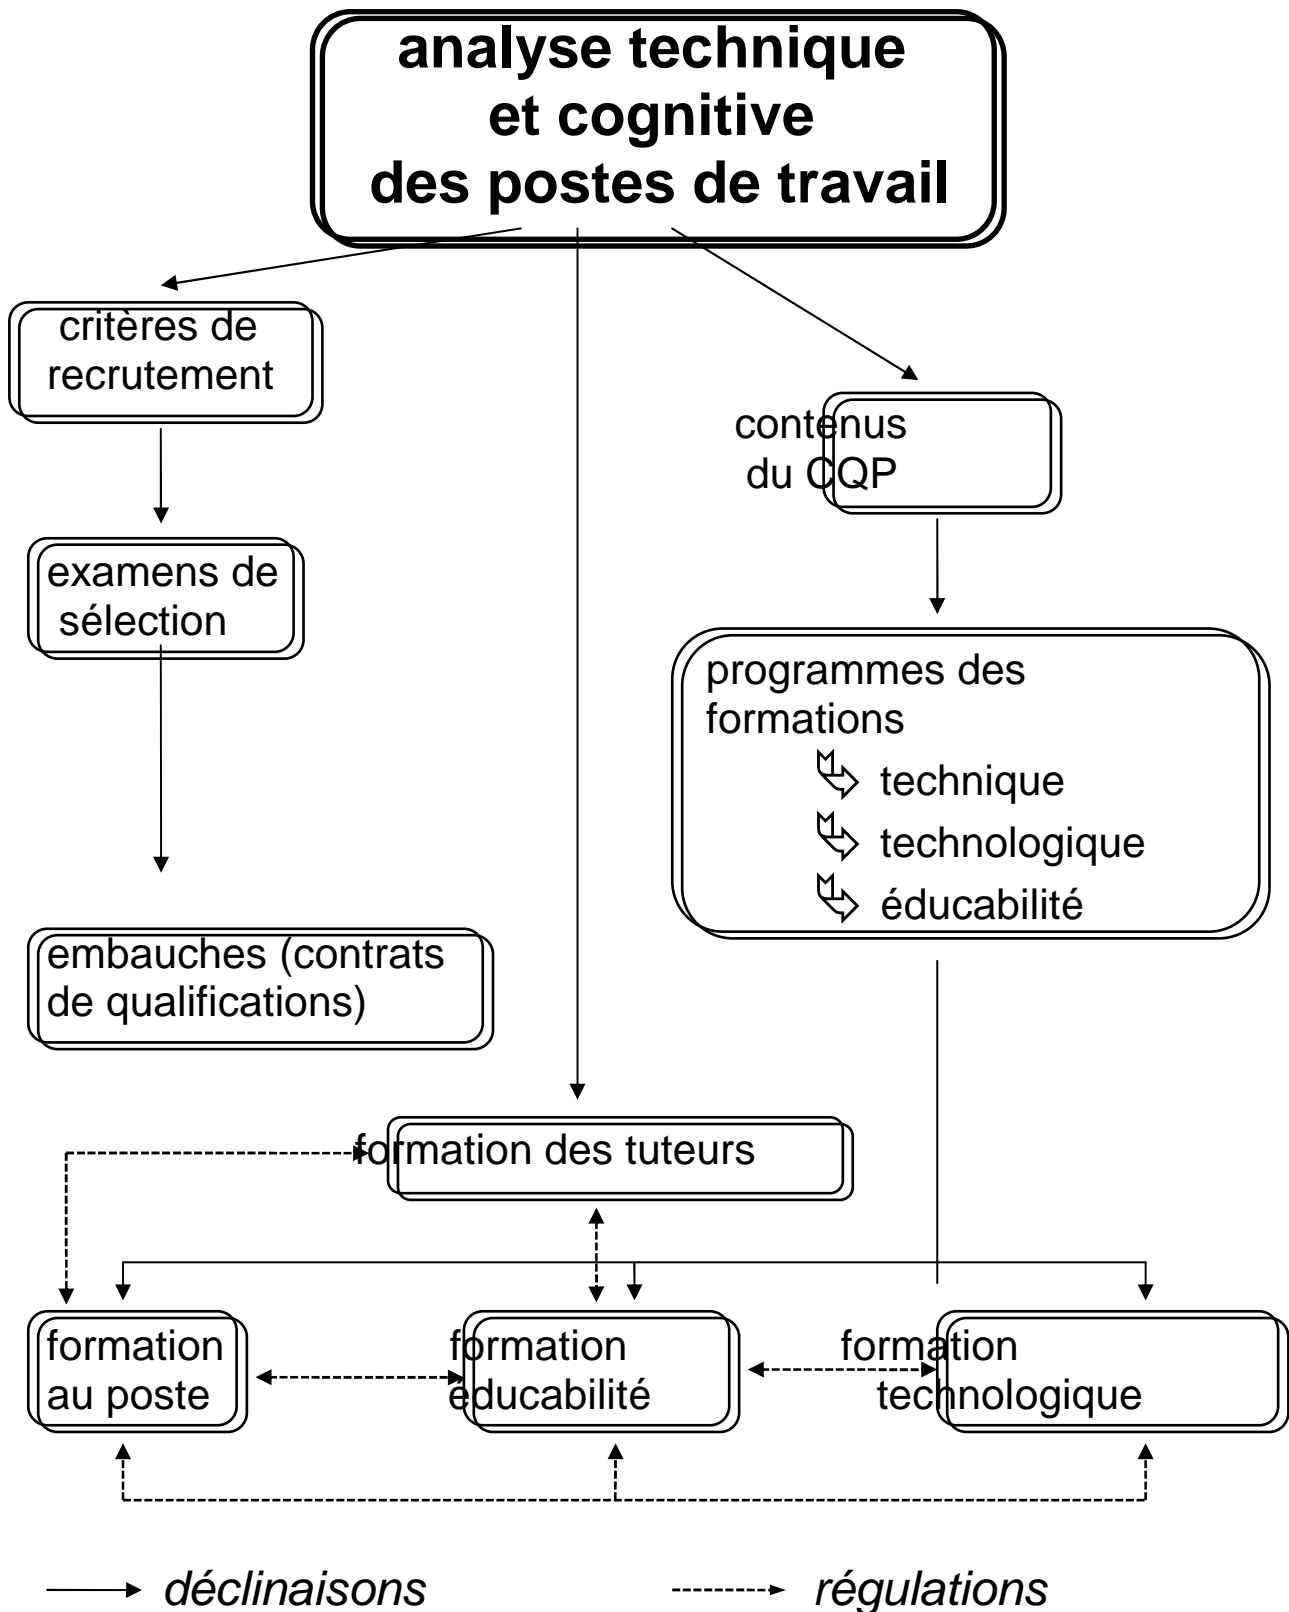 analyse technique
et cognitive
des postes de travail
critères de
recrutement
contenus
du CQP
examens de
sélection
programmes des
formations
technique
technologique
éducabilité
embauches (contrats
de qualifications)
formation des tuteurs
formation
au poste
formation
éducabilité
formation
technologique
déclinaisons
régulations